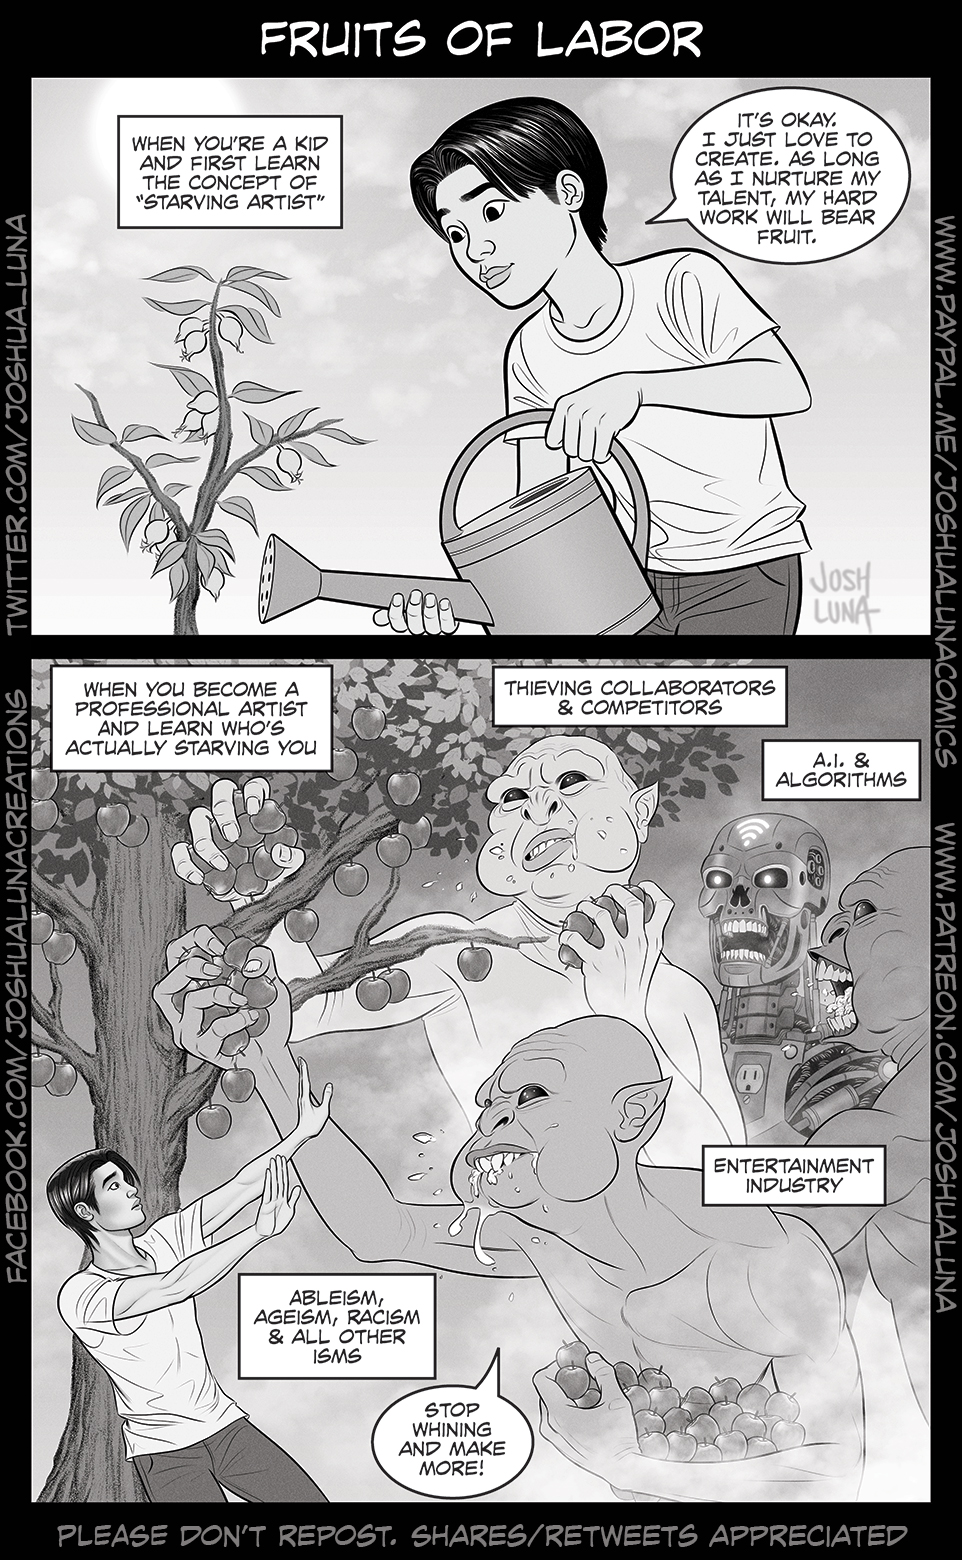 FRUITS OF LABOR
WHEN YOU'RE A KID
AND FIRST LEARN
THE CONCEPT OF
"STARVING ARTIST"
IT'S OKAY.
I JUST LOVE TO
CREATE. AS LONG
AS I NURTURE MY
TALENT, MY HARD
WORK WILL BEAR
FRUIT.
JOSH
LUNA
TWITTER.COM/JOSHUA_LUNA
WWW.PAYPAL.ME/JOSHUALUNACOMICS
WHEN YOU BECOME A
PROFESSIONAL ARTIST
AND LEARN WHO'S
ACTUALLY STARVING YOU
THIEVING COLLABORATORS
& COMPETITORS
A.I. &
ALGORITHMS
ENTERTAINMENT
INDUSTRY
ABLEISM,
AGEISM, RACISM
& ALL OTHER
ISMS
STOP
WHINING
AND MAKE
MORE!
FACEBOOK.COM/JOSHUALUNACREATIONS
WWW.PATREON.COM/JOSHUALUNA
PLEASE DON'T REPOST. SHARES/RETWEETS APPRECIATED